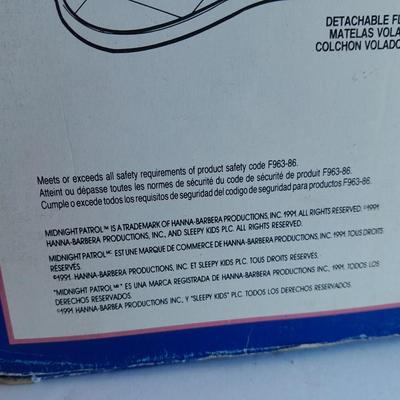 DETACHABLE FL
MATELAS VOLA
COLCHON VOLADO
Meets or exceeds all safety requirements of product safety code F963-86.
Atteint ou dépasse toutes les normes de sécurité du code de sécurité de produit F963-86.
Cumple o excede todos los requisitos de seguridad del codigo de seguridad para productos F963-86.
MIDNIGHT PATROL™ IS A TRADEMARK OF HANNA-BARBERA PRODUCTIONS, INC. 1991. ALL RIGHTS RESERVED. ©1991.
HANNA-BARBERA PRODUCTIONS, INC, AND SLEEPY KIDS PLC. ALL RIGHTS RESERVED.
MIDNIGHT PATROLMC EST UNE MARQUE DE COMMERCE DE HANNA-BARBERA PRODUCTIONS, INC. 1991. TOUS DROITS
RÉSERVÉS.
©1991. HANNA-BARBERA PRODUCTIONS, INC. ET SLEEPY KIDS PLC. TOUS DROITS RÉSERVÉS.
"MIDNIGHT PATROLMR" ES UNA MARCA REGISTRADA DE HANNA-BARBERA PRODUCTIONS, INC, 1991. TODOS LOS
DERECHOS RESERVADOS.
©1991 HANNA-BARBEA PRODUCTIONS INC, Y "SLEEPY KIDS" PLC. TODOS LOS DERECHOS RESERVADOS.